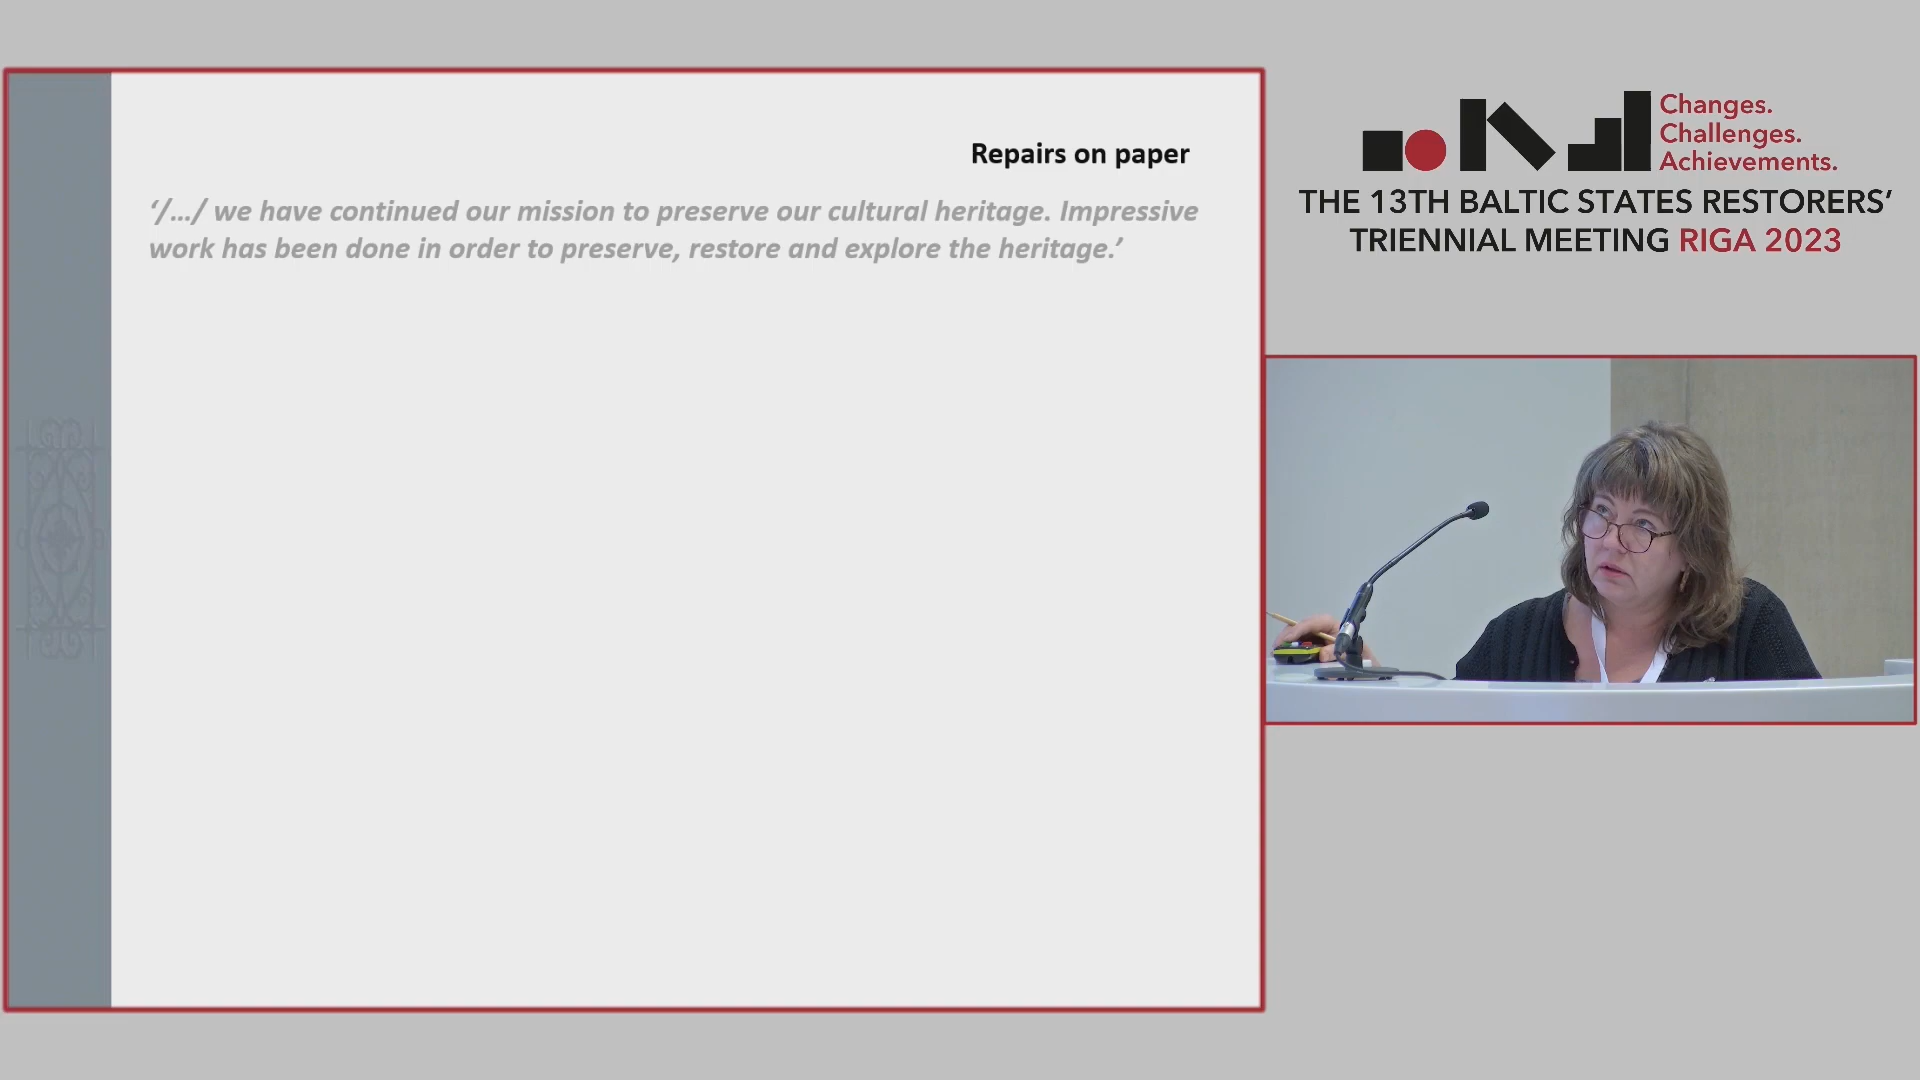 Repairs on paper
‘/…/ we have continued our mission to preserve our cultural heritage. Impressive
work has been done in order to preserve, restore and explore the heritage.’
Changes.
Challenges.
Achievements.
THE 13TH BALTIC STATES RESTORERS’
TRIENNIAL MEETING RIGA 2023